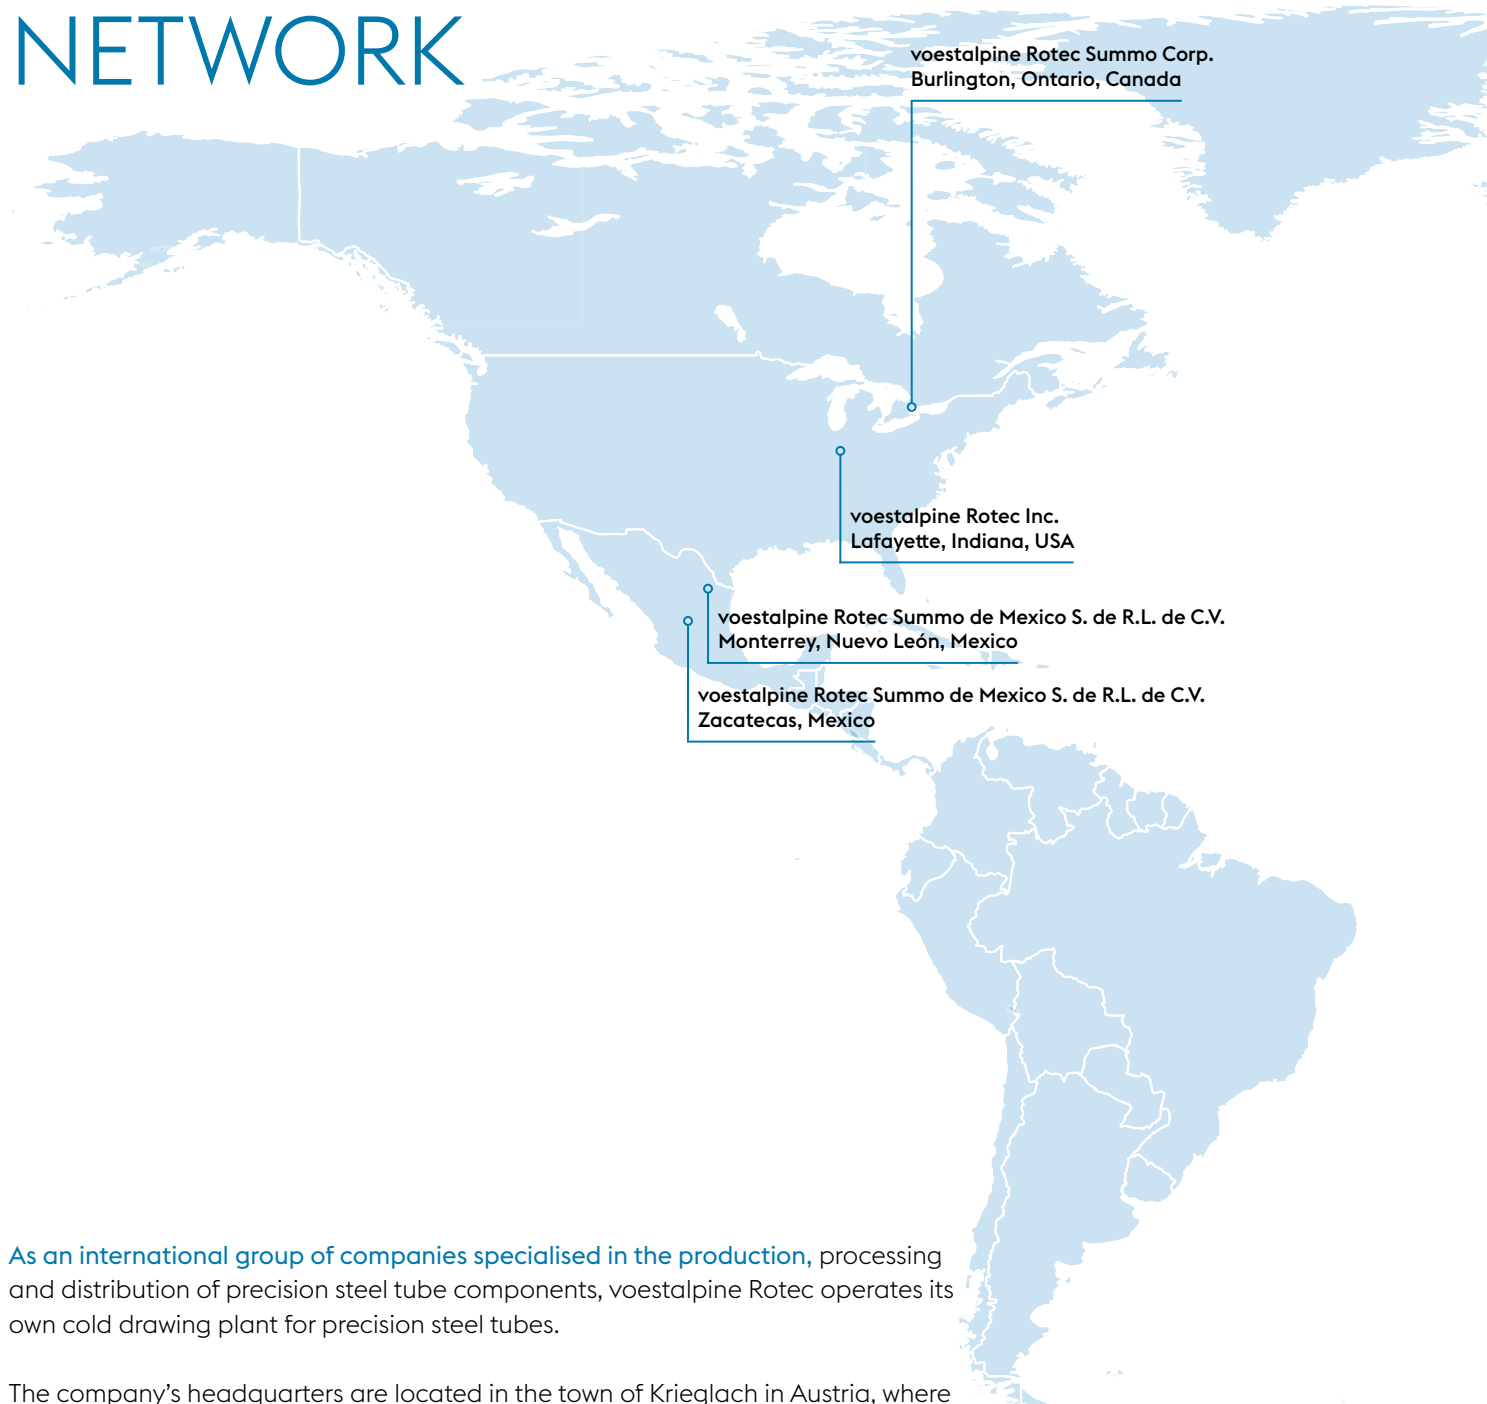 NETWORK
voestalpine Rotec Summo Corp.
Burlington, Ontario, Canada
voestalpine Rotec Inc.
Lafayette, Indiana, USA
voestalpine Rotec Summo de Mexico S. de R.L. de C.V.
Monterrey, Nuevo León, Mexico
voestalpine Rotec Summo de Mexico S. de R.L. de C.V.
Zacatecas, Mexico
As an international group of companies specialised in the production, processing
and distribution of precision steel tube components, voestalpine Rotec operates its
own cold drawing plant for precision steel tubes.
The company's headquarters are located in the town of Krieglach in Austria, where